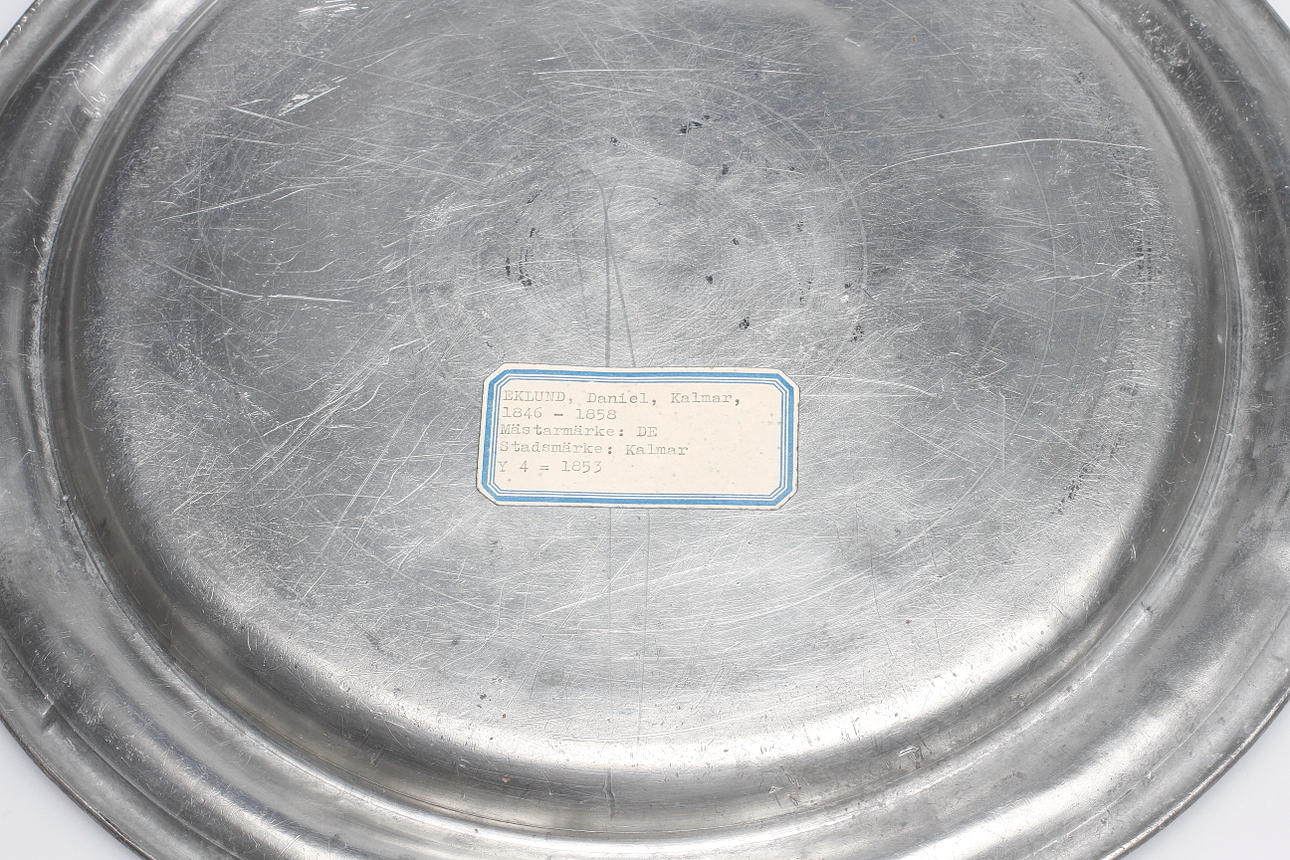 EKLUND, Daniel, Kalmar,
1846 - 1858
Mästarmärke: DE
Stadsmärke: Kalmar
Y 4 = 1853